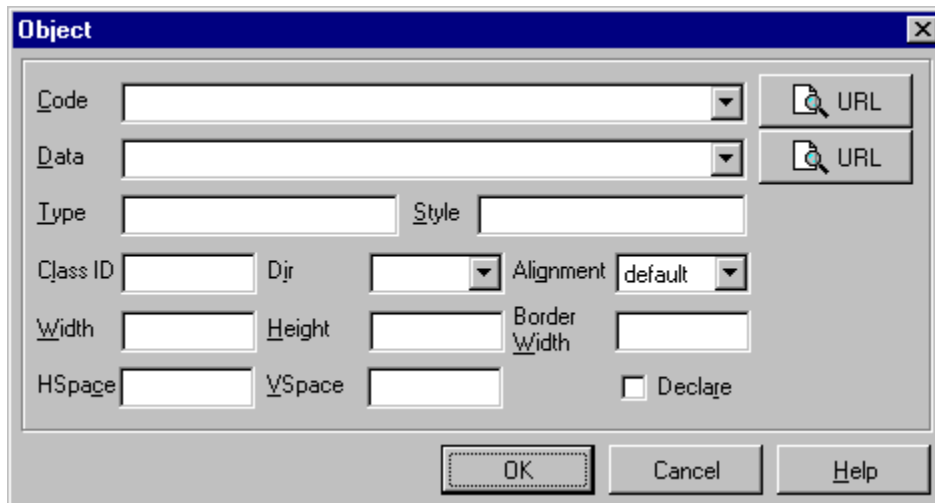 Object
Code URL
Data URL
Type Style
Class ID Dir Alignment default
Width Height Border Width
HSpace VSpace Declare
OK Cancel Help